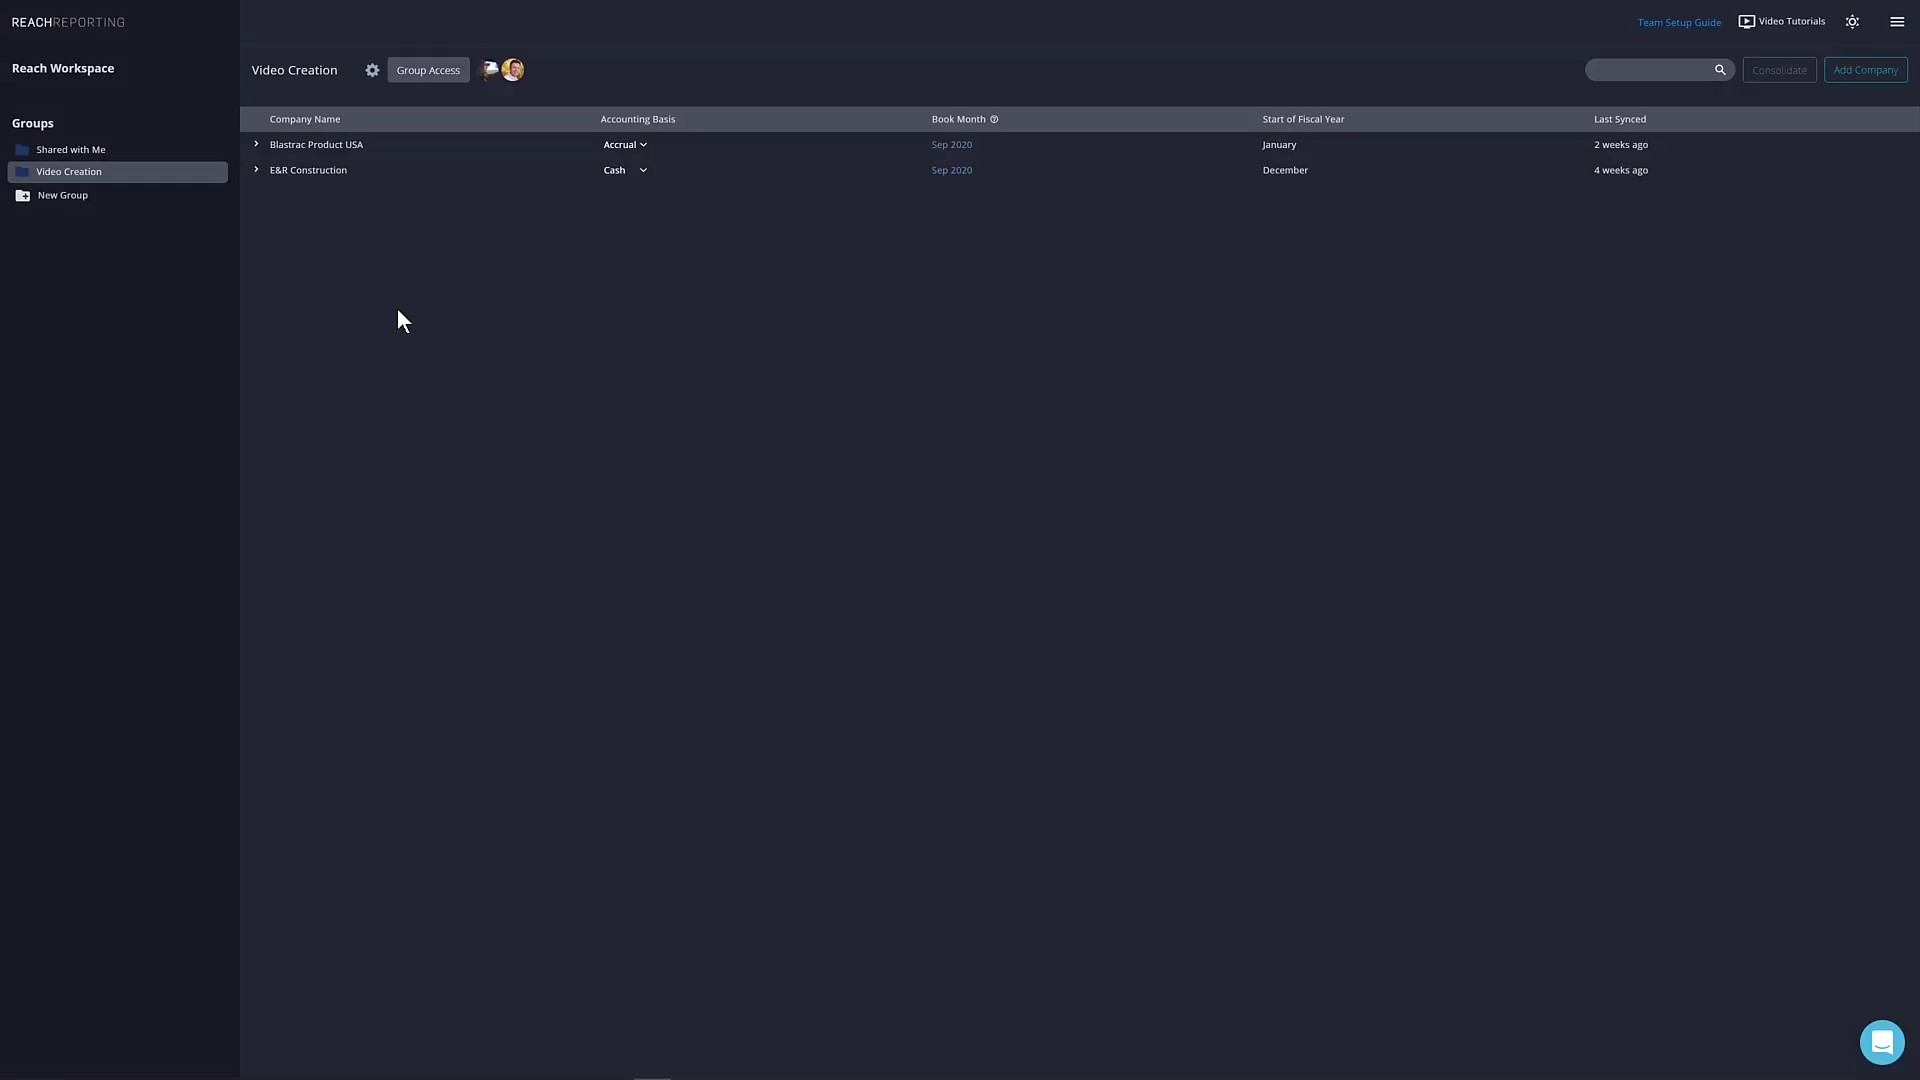 REACHREPORTING
Team Setup Guide
Video Tutorials
Reach Workspace
Video Creation
Group Access
Consolidate
Add Company
Groups
Shared with Me
Video Creation
New Group
Company Name Accounting Basis Book Month Start of Fiscal Year Last Synced
Blastrac Product USA Accrual Sep 2020 January 2 weeks ago
E&R Construction Cash Sep 2020 December 4 weeks ago